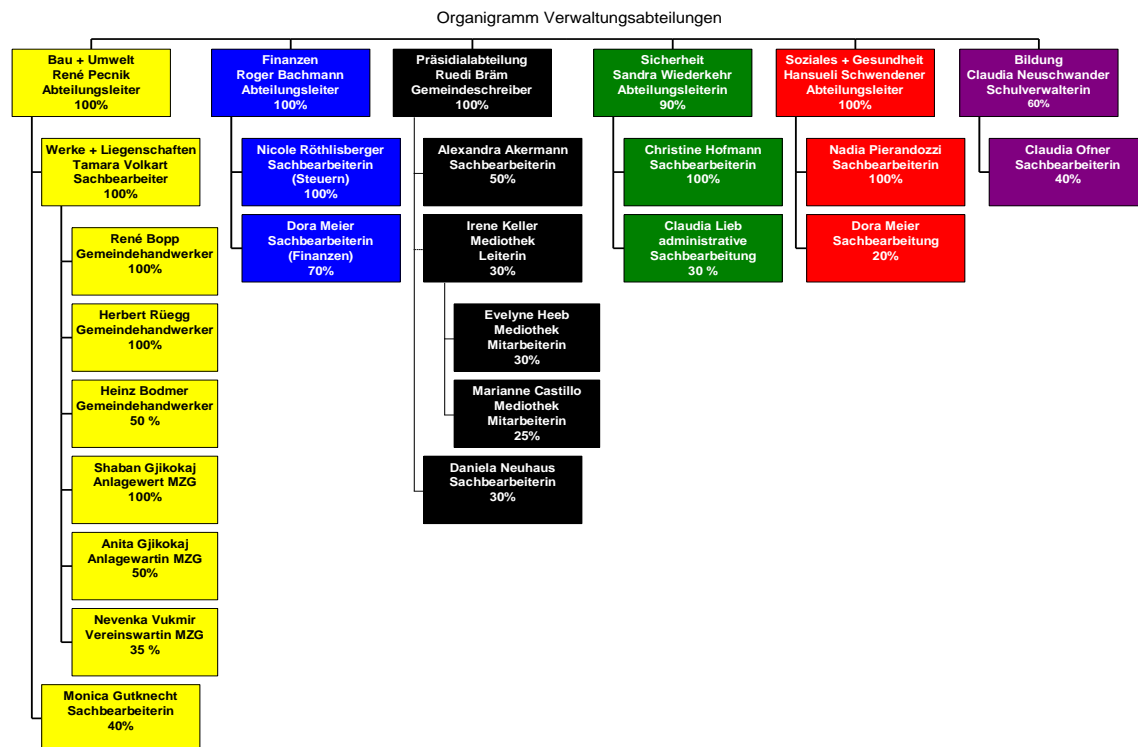 Organigramm Verwaltungsabteilungen
Bau + Umwelt
René Pecnik
Abteilungsleiter
100%
Werke + Liegenschaften
Tamara Volkart
Sachbearbeiter
100%
René Bopp
Gemeindehandwerker
100%
Herbert Rüegg
Gemeindehandwerker
100%
Heinz Bodmer
Gemeindehandwerker
50 %
Shaban Gjikokaj
Anlagewert MZG
100%
Anita Gjikokaj
Anlagewartin MZG
50%
Nevenka Vukmir
Vereinswartin MZG
35 %
Monica Gutknecht
Sachbearbeiterin
40%
Finanzen
Roger Bachmann
Abteilungsleiter
100%
Nicole Röthlisberger
Sachbearbeiterin
(Steuern)
100%
Dora Meier
Sachbearbeiterin
(Finanzen)
70%
Präsidialabteilung
Ruedi Bräm
Gemeindeschreiber
100%
Alexandra Akermann
Sachbearbeiterin
50%
Irene Keller
Mediothek
Leiterin
30%
Evelyne Heeb
Mediothek
Mitarbeiterin
30%
Marianne Castillo
Mediothek
Mitarbeiterin
25%
Daniela Neuhaus
Sachbearbeiterin
30%
Sicherheit
Sandra Wiederkehr
Abteilungsleiterin
90%
Christine Hofmann
Sachbearbeiterin
100%
Claudia Lieb
administrative
Sachbearbeitung
30 %
Soziales + Gesundheit
Hansueli Schwendener
Abteilungsleiter
100%
Nadia Pierandozzi
Sachbearbeiterin
100%
Dora Meier
Sachbearbeitung
20%
Bildung
Claudia Neuschwander
Schulverwalterin
60%
Claudia Ofner
Sachbearbeiterin
40%